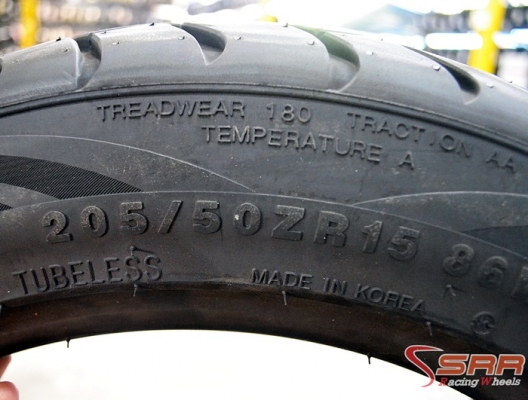 TREADWEAR 180 TRACTION AA
TEMPERATURE A
205/50ZR15 86
TUBELESS
MADE IN KOREA
SRR
Racing Wheels